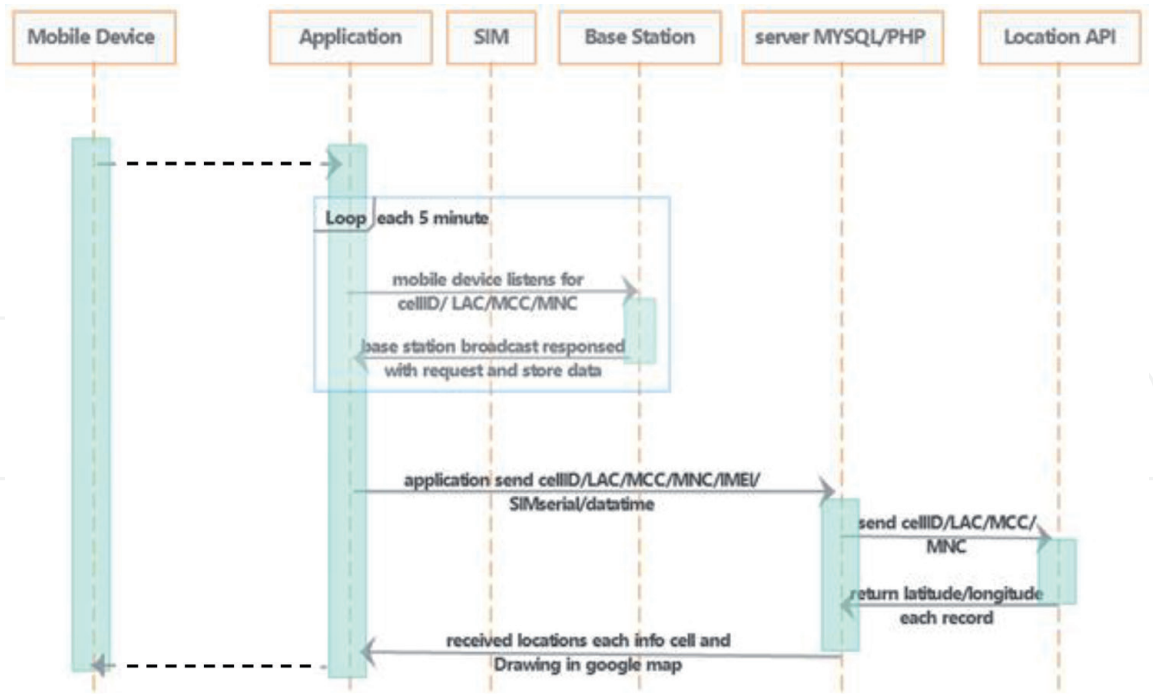 Mobile Device
Application
SIM
Base Station
server MYSQL/PHP
Location API
Loop
each 5 minute
mobile device listens for
cellID/ LAC/MCC/MNC
base station broadcast responsed
with request and store data
application send cellID/LAC/MCC/MNC/IMEI/
SIMserial/datatime
send cellID/LAC/MCC/
MNC
return latitude/longitude
each record
received locations each info cell and
Drawing in google map